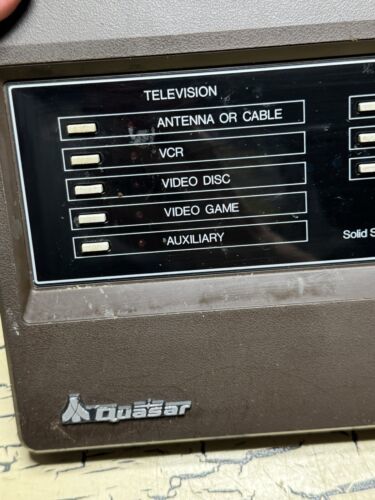 TELEVISION
ANTENNA OR CABLE
VCR
VIDEO DISC
VIDEO GAME
AUXILIARY
Solid S
Quasar